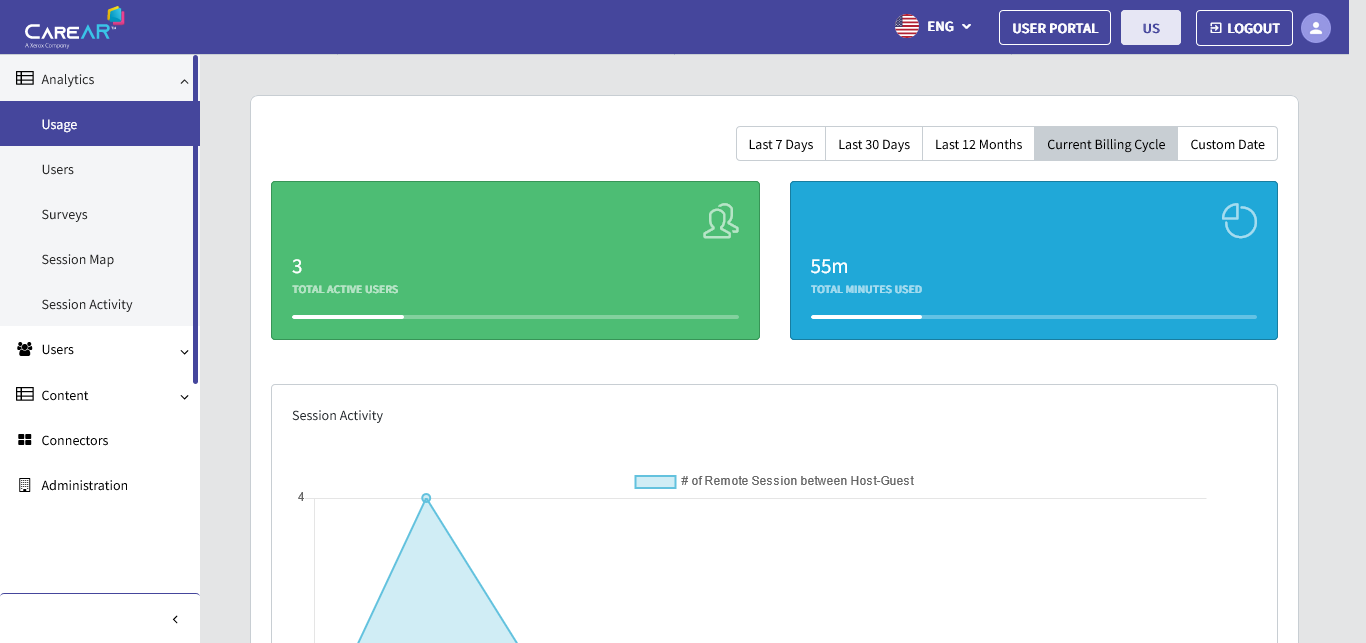 CAREAR™
A Xerox Company
ENG
USER PORTAL
US
LOGOUT
Analytics
Usage
Users
Surveys
Session Map
Session Activity
Users
Content
Connectors
Administration
Last 7 Days
Last 30 Days
Last 12 Months
Current Billing Cycle
Custom Date
3
TOTAL ACTIVE USERS
55m
TOTAL MINUTES USED
Session Activity
# of Remote Session between Host-Guest
4